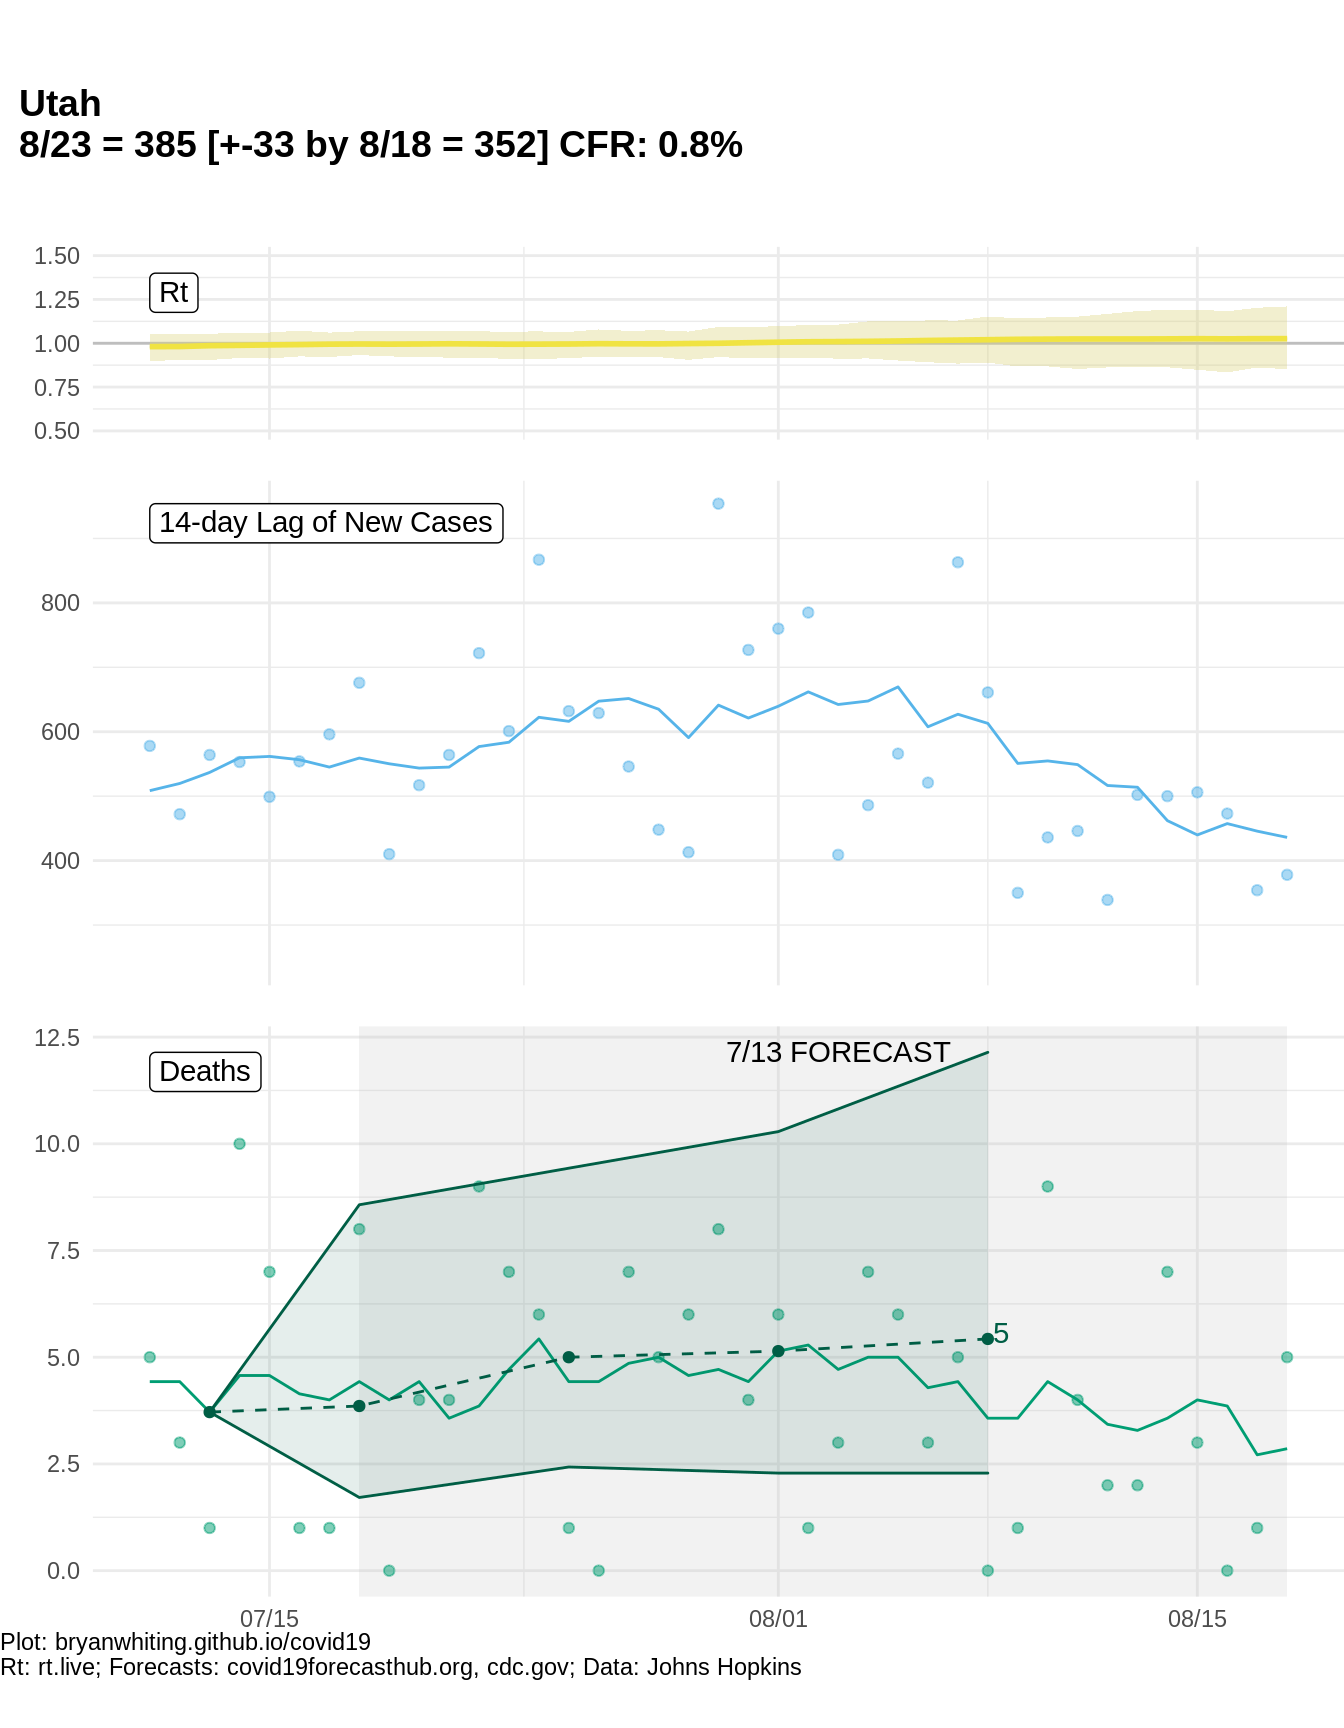 Utah
8/23 = 385 [+-33 by 8/18 = 352] CFR: 0.8%
1.50
Rt
1.25
1.00
0.75
0.50
14-day Lag of New Cases
800
600
400
12.5
7/13 FORECAST
Deaths
10.0
7.5
5
5.0
2.5
0.0
07/15 08/01 08/15
Plot: bryanwhiting.github.io/covid19
Rt: rt.live; Forecasts: covid19forecasthub.org, cdc.gov; Data: Johns Hopkins